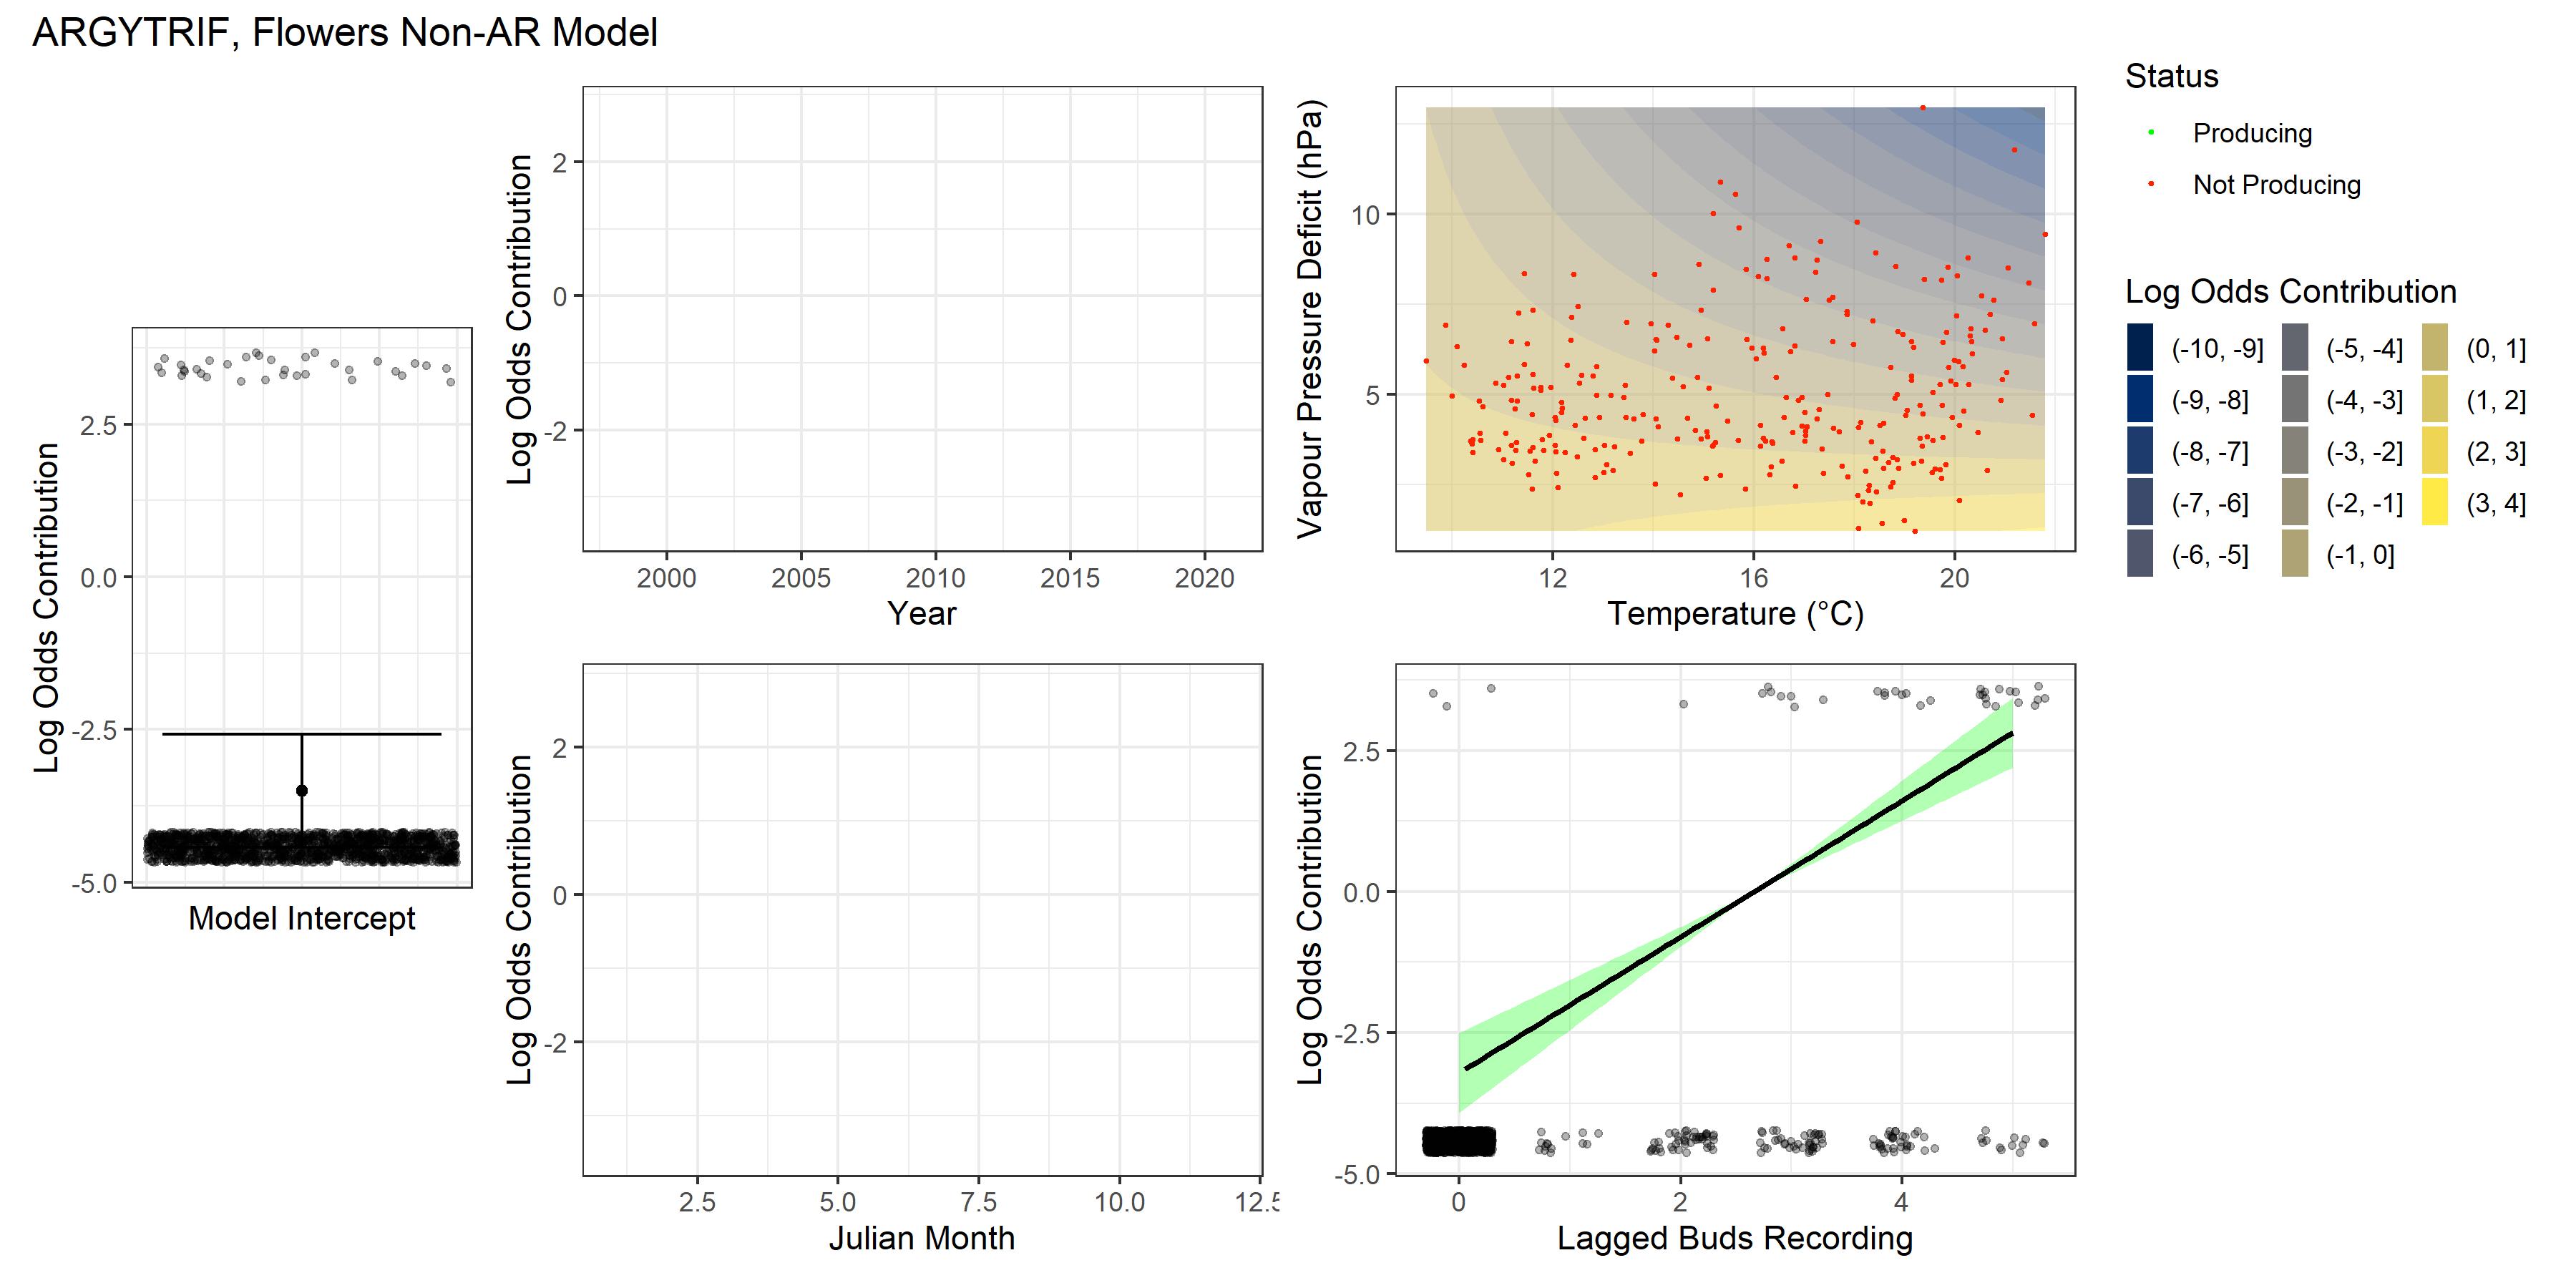 ARGYTRIF, Flowers Non-AR Model
Log Odds Contribution
2.5
0.0
-2.5
-5.0
Model Intercept
Log Odds Contribution
2
0
-2
2000 2005 2010 2015 2020
Year
Vapour Pressure Deficit (hPa)
10
5
12 16 20
Temperature (°C)
Status
Producing
Not Producing
Log Odds Contribution
(-10, -9] (-5, -4] (0, 1]
(-9, -8] (-4, -3] (1, 2]
(-8, -7] (-3, -2] (2, 3]
(-7, -6] (-2, -1] (3, 4]
(-6, -5] (-1, 0]
Log Odds Contribution
2
0
-2
2.5 5.0 7.5 10.0 12.5
Julian Month
Log Odds Contribution
2.5
0.0
-2.5
-5.0
0 2 4
Lagged Buds Recording